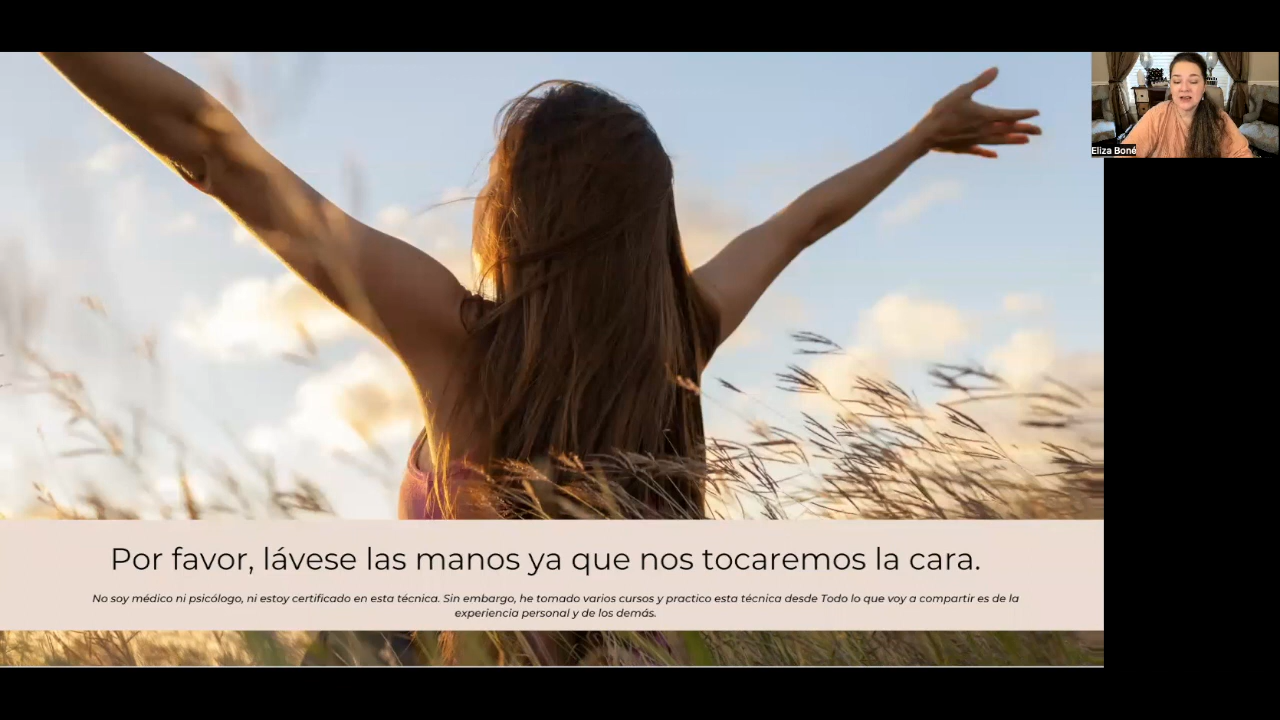 Eliza Boné
Por favor, lávese las manos ya que nos tocaremos la cara.
No soy médico ni psicólogo, ni estoy certificado en esta técnica. Sin embargo, he tomado varios cursos y practico esta técnica desde Todo lo que voy a compartir es de la
experiencia personal y de los demás.